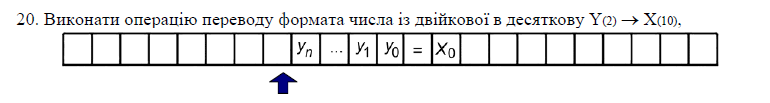 20. Виконати операцію переводу формата числа із двійкової в десяткову Y(2) → X(10),
yn ... y1 y0 = x0